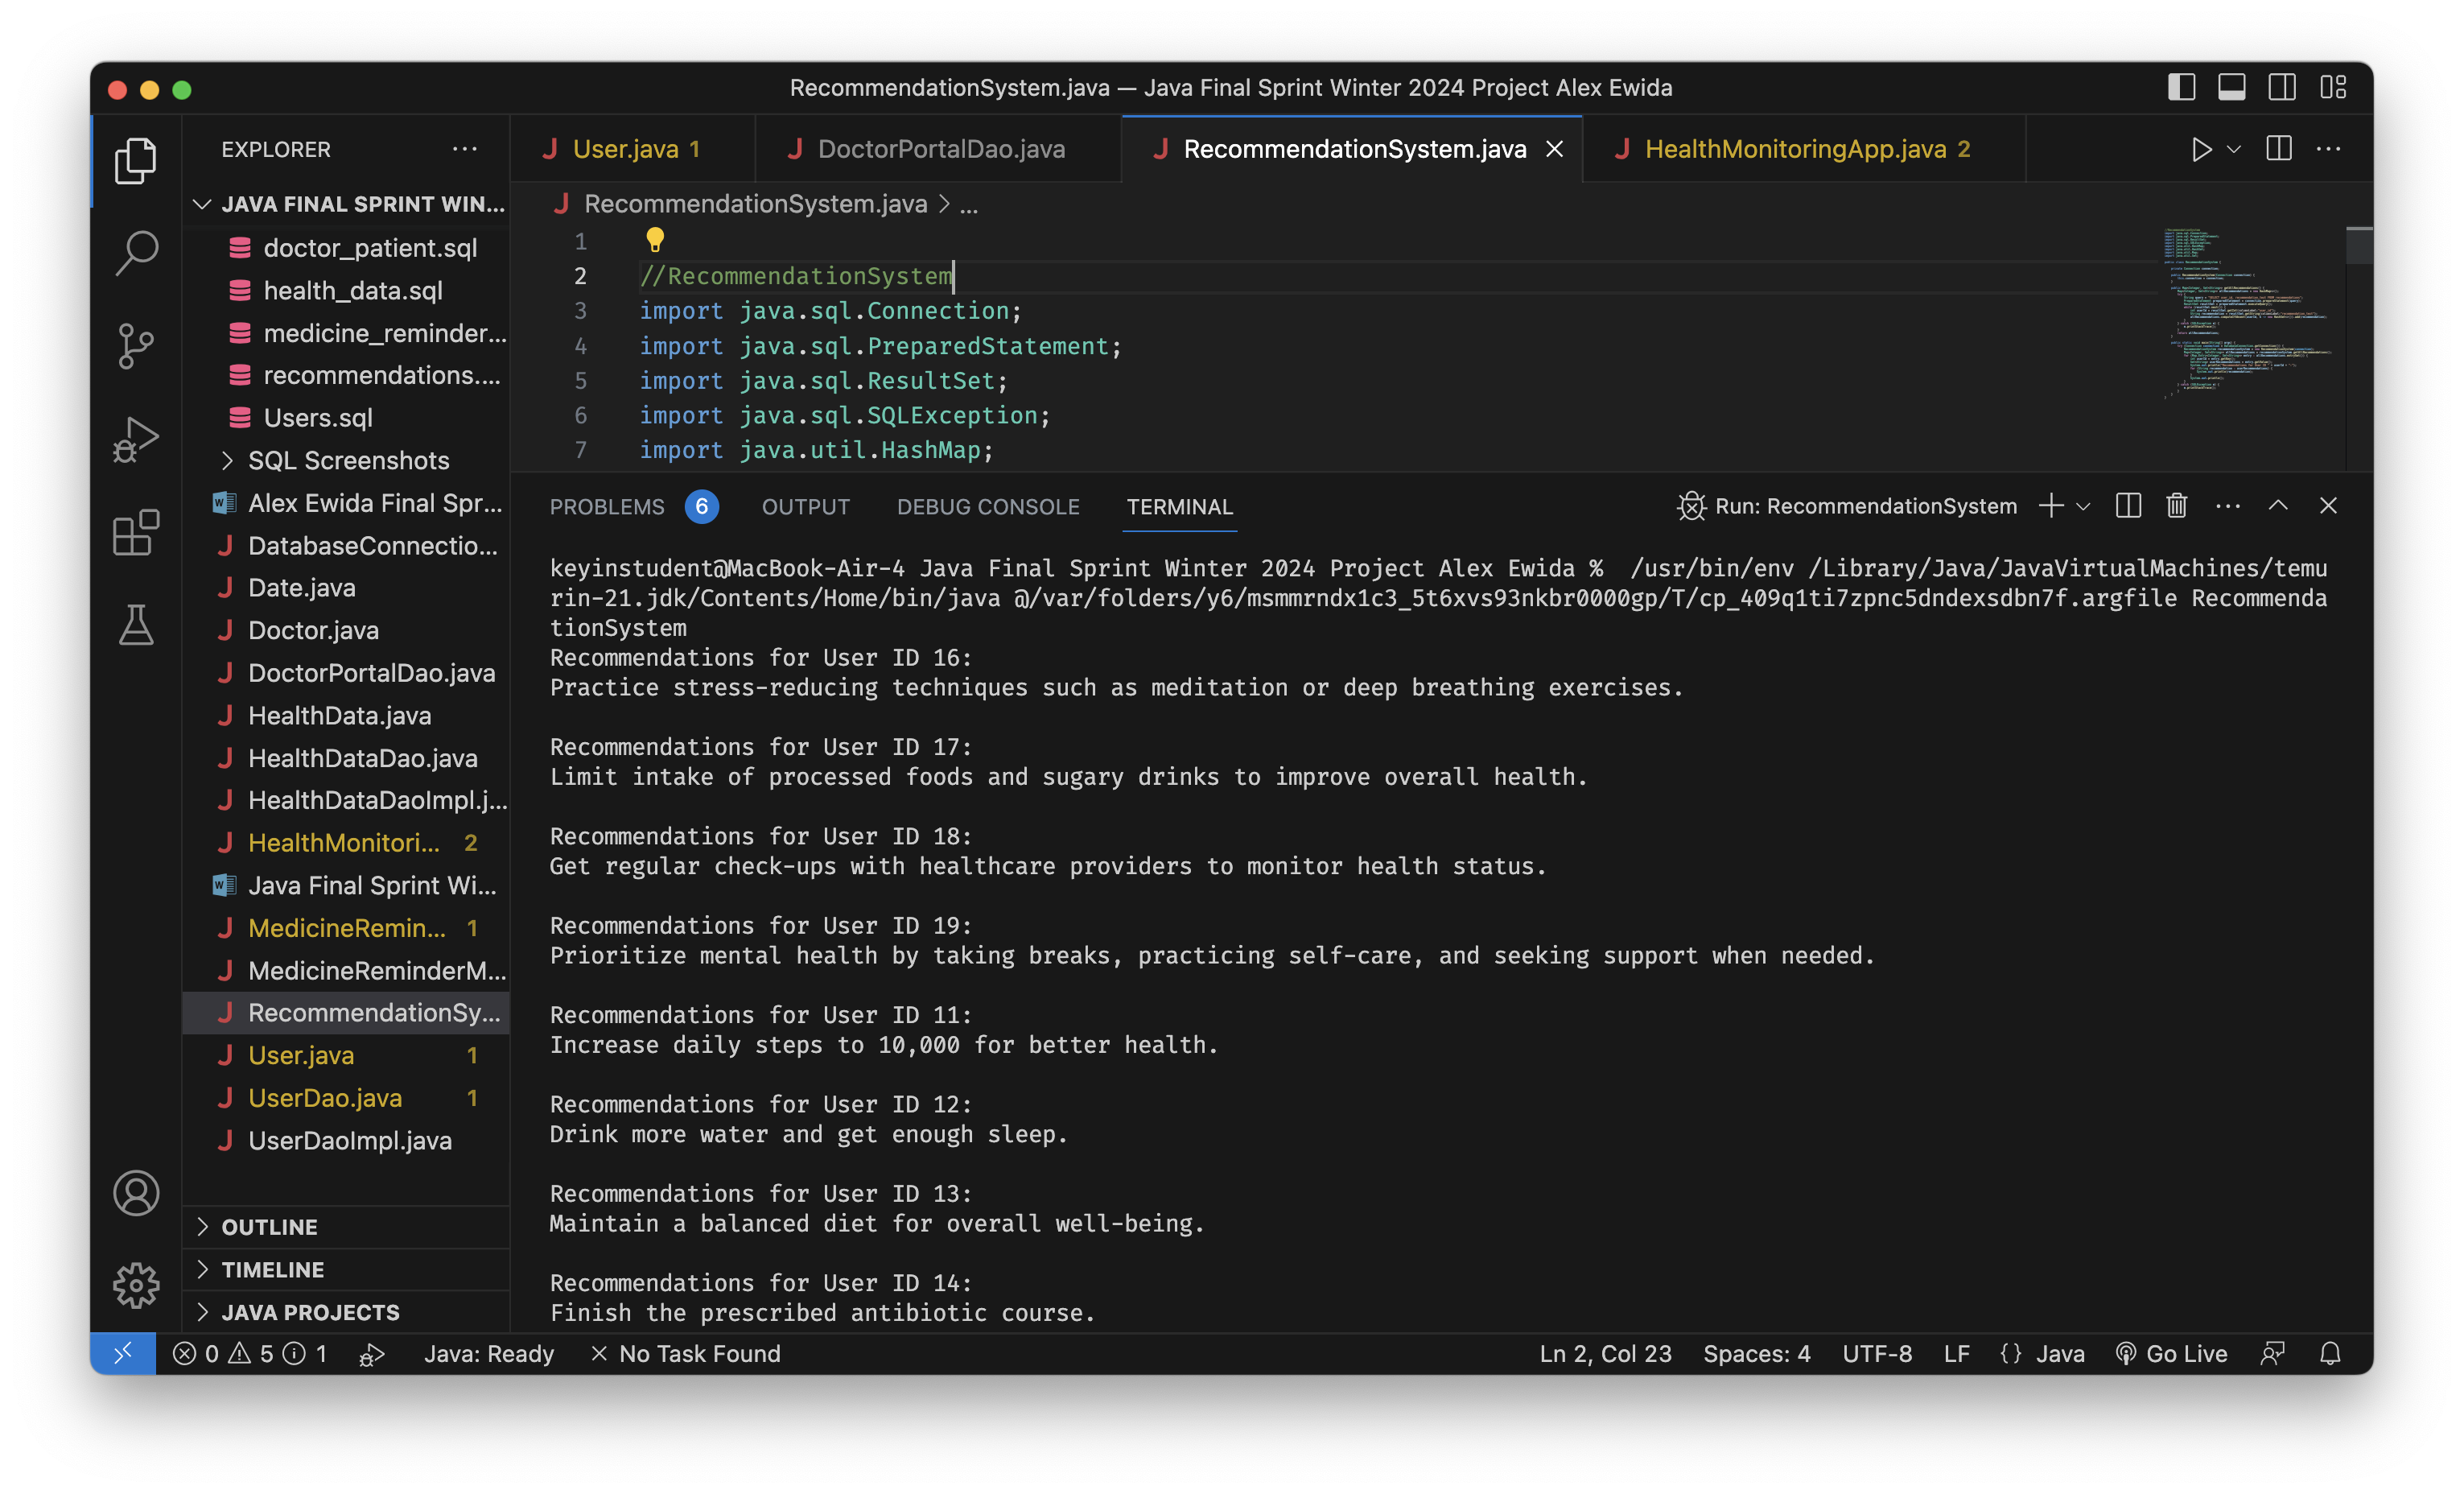 RecommendationSystem.java — Java Final Sprint Winter 2024 Project Alex Ewida
EXPLORER
JAVA FINAL SPRINT WIN...
doctor_patient.sql
health_data.sql
medicine_reminder...
recommendations....
Users.sql
SQL Screenshots
Alex Ewida Final Spr...
DatabaseConnectio...
Date.java
Doctor.java
DoctorPortalDao.java
HealthData.java
HealthDataDao.java
HealthDataDaoImpl.j...
HealthMonitori... 2
Java Final Sprint Wi...
MedicineRemin... 1
MedicineReminderM...
RecommendationSy...
User.java 1
UserDao.java 1
UserDaoImpl.java
OUTLINE
TIMELINE
JAVA PROJECTS
User.java 1
DoctorPortalDao.java
RecommendationSystem.java
HealthMonitoringApp.java 2
RecommendationSystem.java > ...
1
2 //RecommendationSystem
3 import java.sql.Connection;
4 import java.sql.PreparedStatement;
5 import java.sql.ResultSet;
6 import java.sql.SQLException;
7 import java.util.HashMap;
PROBLEMS 6 OUTPUT DEBUG CONSOLE TERMINAL
Run: RecommendationSystem
keyinstudent@MacBook-Air-4 Java Final Sprint Winter 2024 Project Alex Ewida %  /usr/bin/env /Library/Java/JavaVirtualMachines/temu
rin-21.jdk/Contents/Home/bin/java @/var/folders/y6/msmmrndx1c3_5t6xvs93nkbr0000gp/T/cp_409q1ti7zpnc5dndexsdbn7f.argfile Recommenda
tionSystem
Recommendations for User ID 16:
Practice stress-reducing techniques such as meditation or deep breathing exercises.
Recommendations for User ID 17:
Limit intake of processed foods and sugary drinks to improve overall health.
Recommendations for User ID 18:
Get regular check-ups with healthcare providers to monitor health status.
Recommendations for User ID 19:
Prioritize mental health by taking breaks, practicing self-care, and seeking support when needed.
Recommendations for User ID 11:
Increase daily steps to 10,000 for better health.
Recommendations for User ID 12:
Drink more water and get enough sleep.
Recommendations for User ID 13:
Maintain a balanced diet for overall well-being.
Recommendations for User ID 14:
Finish the prescribed antibiotic course.
0 5 1 Java: Ready No Task Found Ln 2, Col 23 Spaces: 4 UTF-8 LF {} Java Go Live